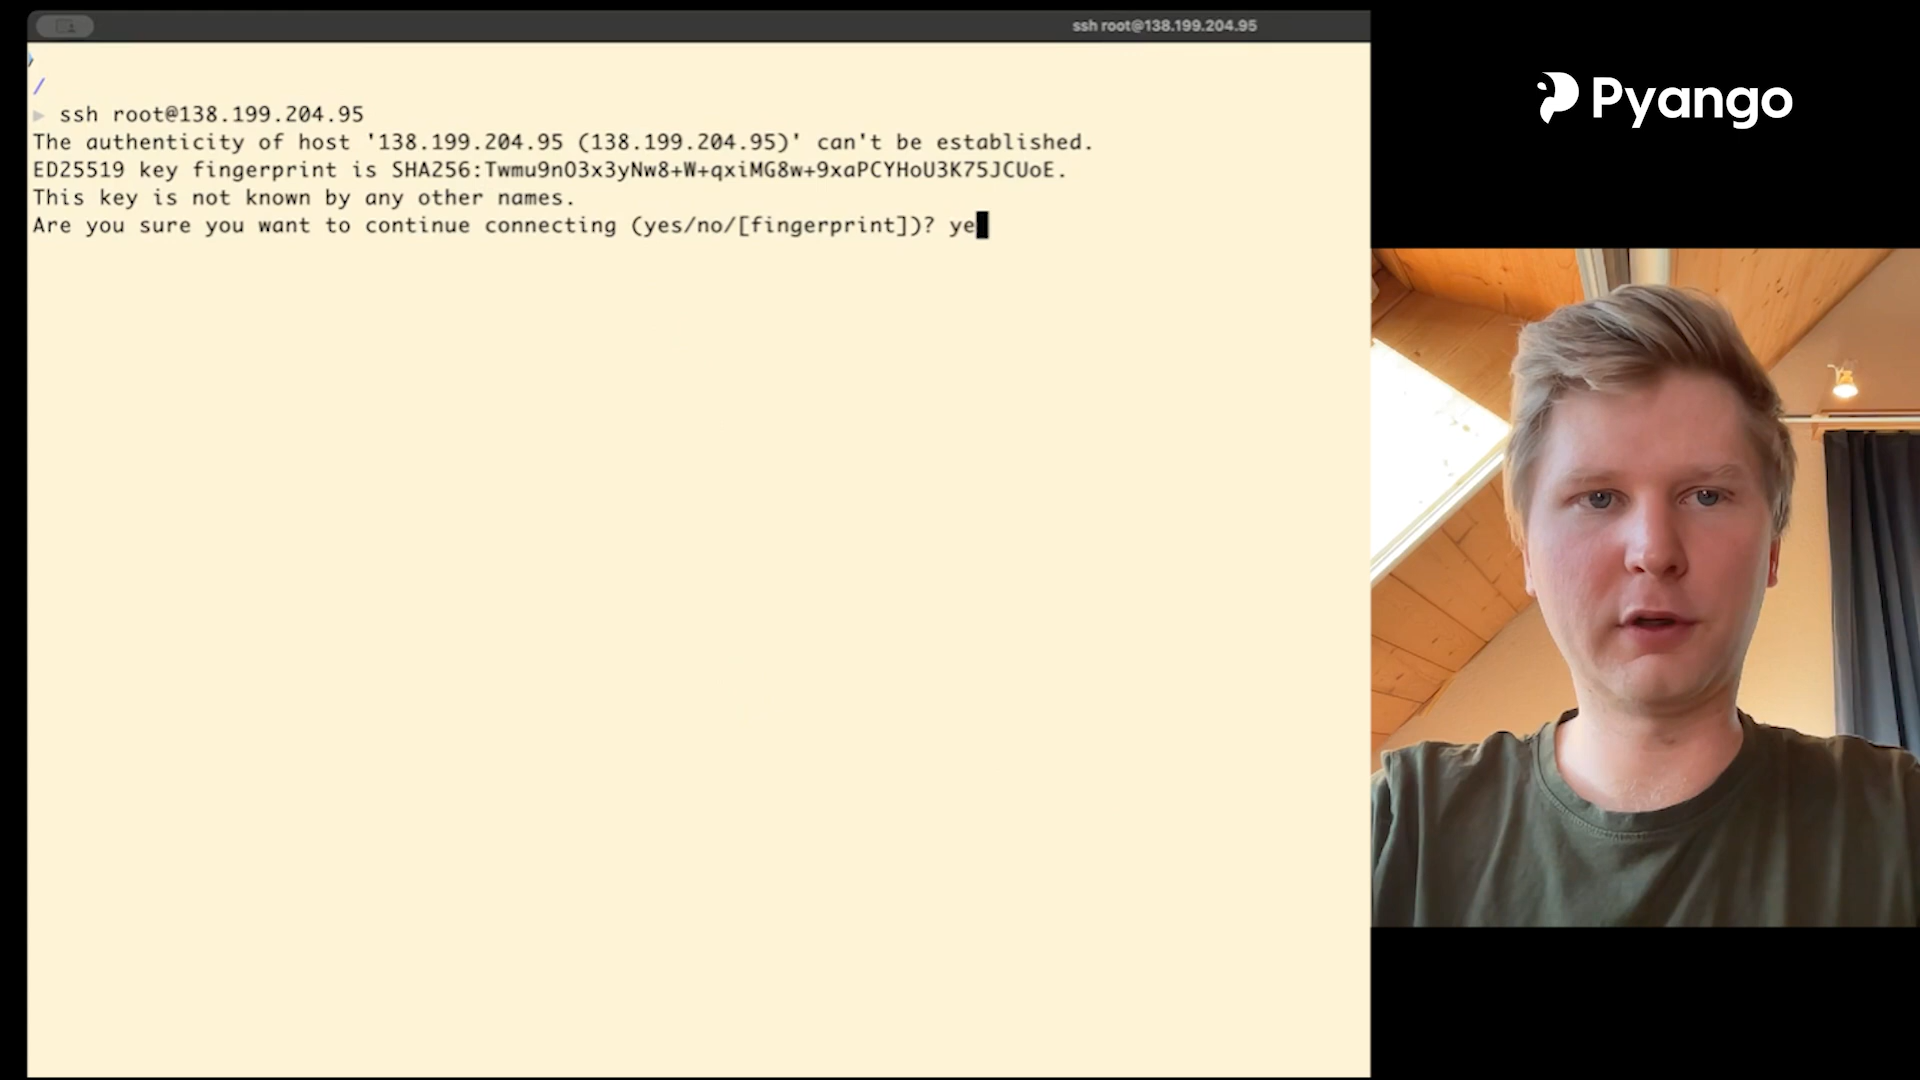 ssh root@138.199.204.95
/
ssh root@138.199.204.95
The authenticity of host '138.199.204.95 (138.199.204.95)' can't be established.
ED25519 key fingerprint is SHA256:Twmu9nO3x3yNw8+W+qxiMG8w+9xaPCYHoU3K75JCUoE.
This key is not known by any other names.
Are you sure you want to continue connecting (yes/no/[fingerprint])? ye
Pyango